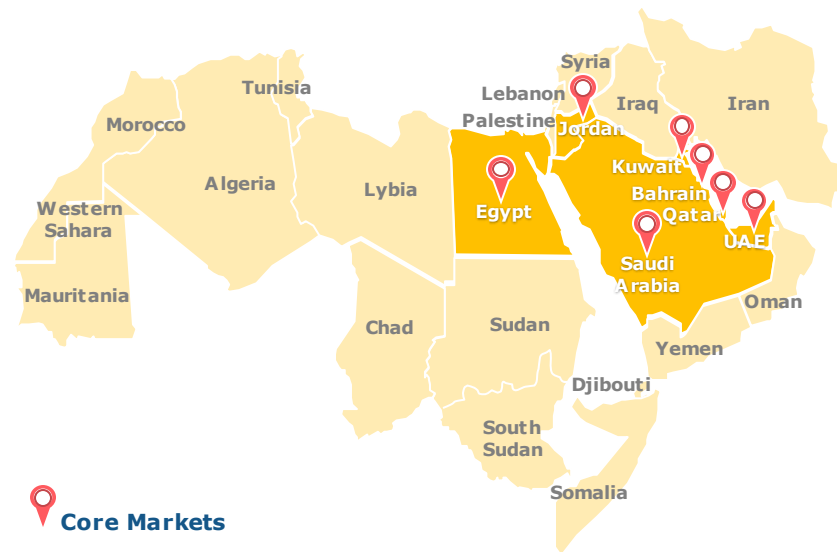 Syria
Tunisia
Lebanon
Iraq
Iran
Palestine
Morocco
Jordan
Kuwait
Algeria
Lybia
Bahrain
Western
Sahara
Egypt
Qatar
UAE
Saudi
Arabia
Mauritania
Oman
Chad
Sudan
Yemen
Djibouti
South
Sudan
Somalia
Core Markets